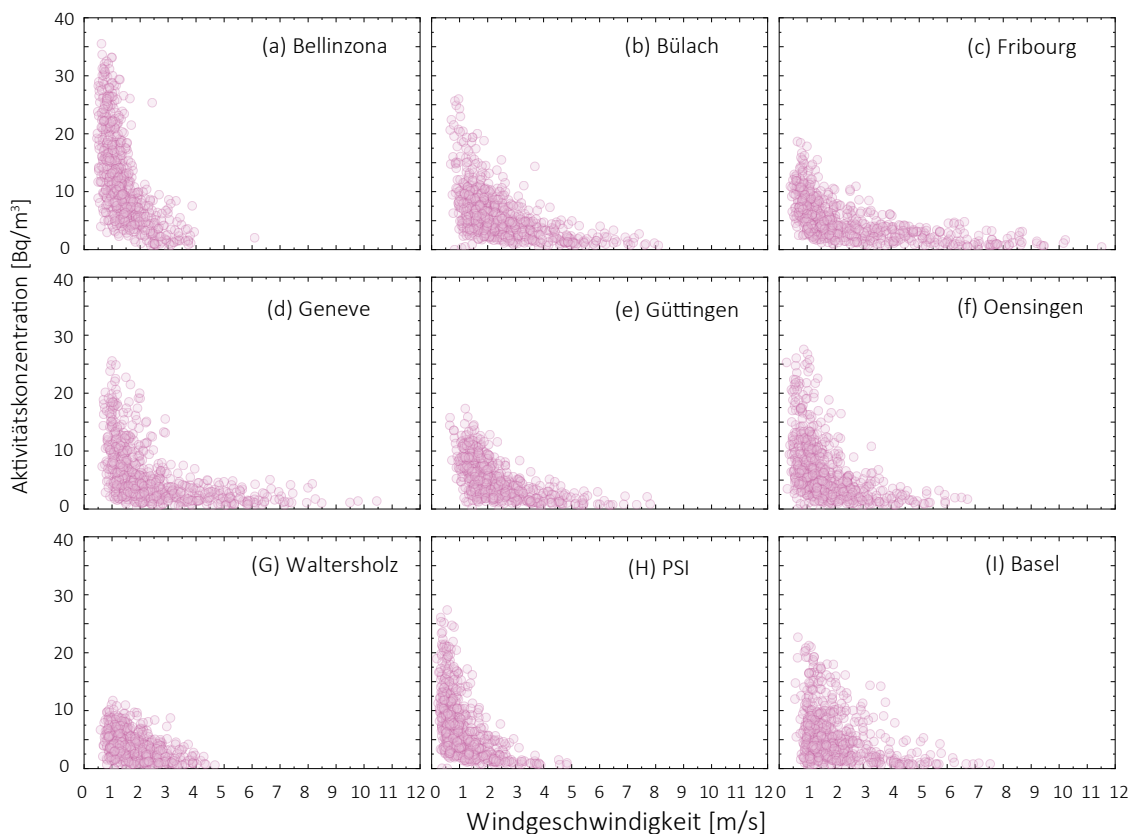 40
30
20
10
0
(a) Bellinzona
(b) Bülach
(c) Fribourg
40
30
20
10
0
(d) Geneve
(e) Güttingen
(f) Oensingen
Aktivitätskonzentration [Bq/m³]
40
30
20
10
0
(G) Waltersholz
(H) PSI
(I) Basel
0 1 2 3 4 5 6 7 8 9 10 11 12
0 1 2 3 4 5 6 7 8 9 10 11 12
0 1 2 3 4 5 6 7 8 9 10 11 12
Windgeschwindigkeit [m/s]